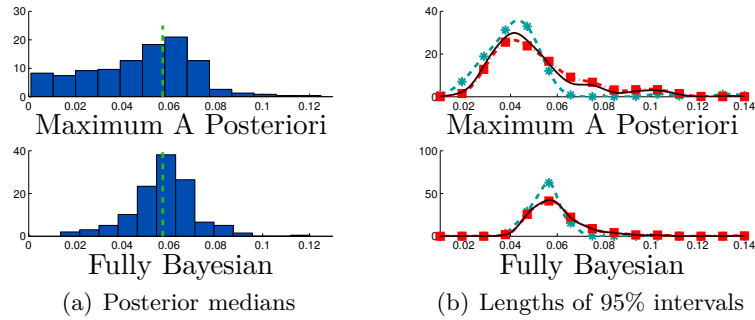 30
20
10
0
0 0.02 0.04 0.06 0.08 0.1 0.12
Maximum A Posteriori
40
20
0
0 0.02 0.04 0.06 0.08 0.1 0.12
Fully Bayesian
(a) Posterior medians
40
20
0
0.02 0.04 0.06 0.08 0.1 0.12 0.14
Maximum A Posteriori
100
50
0
0.02 0.04 0.06 0.08 0.1 0.12 0.14
Fully Bayesian
(b) Lengths of 95% intervals